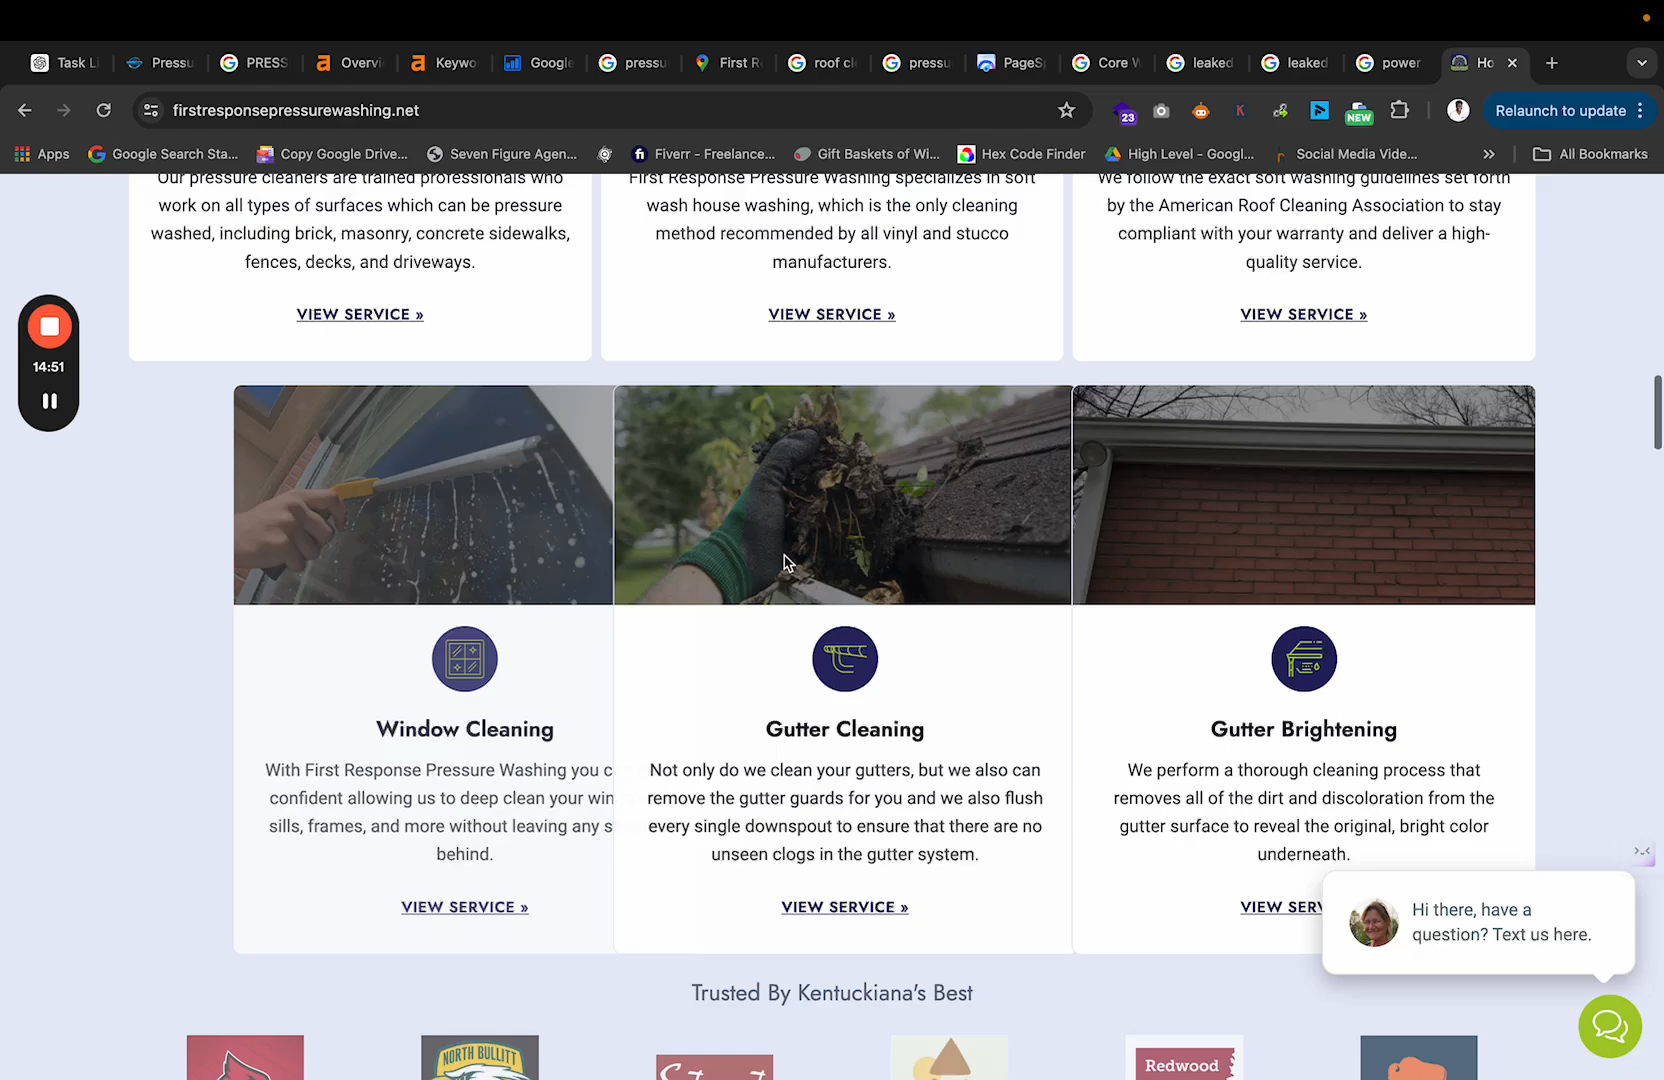 Task Li
Pressu
PRESS
Overvi
Keywo
Google
pressu
First R
roof cl
pressu
PageSp
Core W
leaked
leaked
power
Ho
firstresponsepressurewashing.net
23
K
NEW
Relaunch to update
Apps
Google Search Sta...
Copy Google Drive...
Seven Figure Agen...
Fiverr - Freelance...
Gift Baskets of Wi...
Hex Code Finder
High Level - Googl...
Social Media Vide...
All Bookmarks
Our pressure cleaners are trained professionals who
work on all types of surfaces which can be pressure
washed, including brick, masonry, concrete sidewalks,
fences, decks, and driveways.
VIEW SERVICE »
First Response Pressure Washing specializes in soft
wash house washing, which is the only cleaning
method recommended by all vinyl and stucco
manufacturers.
VIEW SERVICE »
We follow the exact soft washing guidelines set forth
by the American Roof Cleaning Association to stay
compliant with your warranty and deliver a high-
quality service.
VIEW SERVICE »
14:51
Window Cleaning
With First Response Pressure Washing you c
confident allowing us to deep clean your win
sills, frames, and more without leaving any s
behind.
VIEW SERVICE »
Gutter Cleaning
Not only do we clean your gutters, but we also can
remove the gutter guards for you and we also flush
every single downspout to ensure that there are no
unseen clogs in the gutter system.
VIEW SERVICE »
Gutter Brightening
We perform a thorough cleaning process that
removes all of the dirt and discoloration from the
gutter surface to reveal the original, bright color
underneath.
VIEW SERV
Hi there, have a
question? Text us here.
Trusted By Kentuckiana's Best
NORTH BULLITT
Redwood